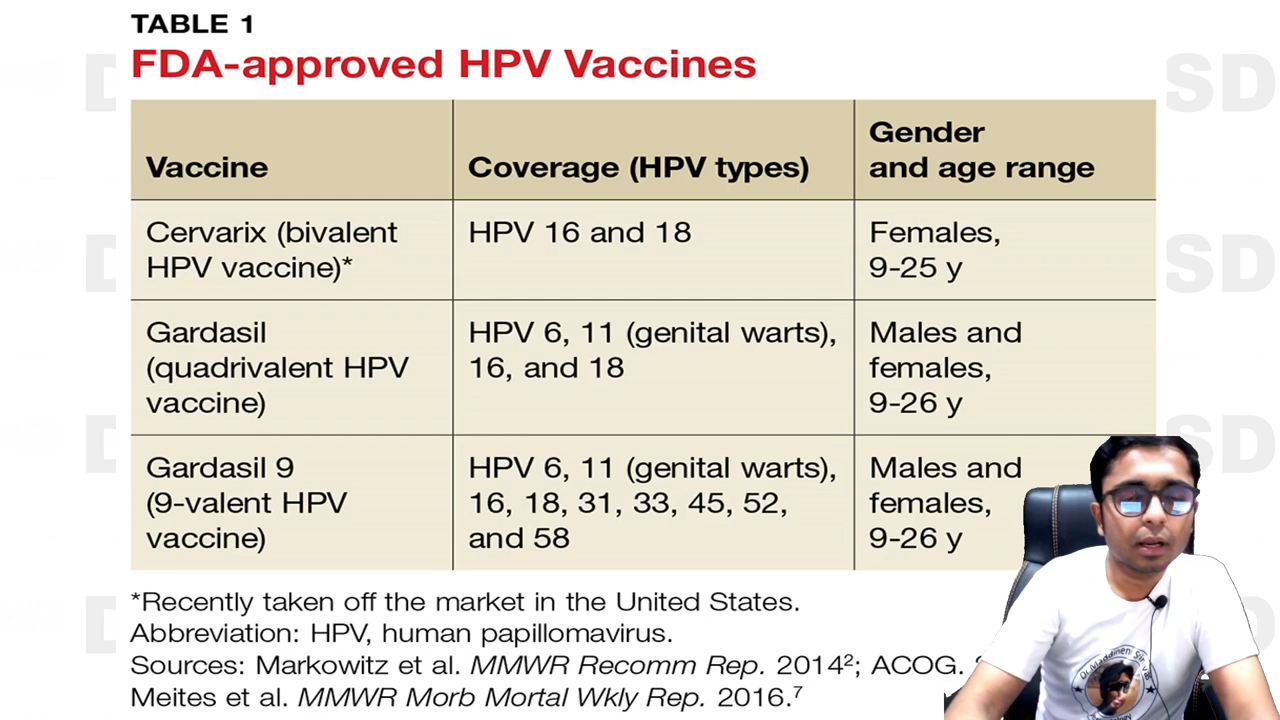 TABLE 1
FDA-approved HPV Vaccines
Vaccine
Coverage (HPV types)
Gender
and age range
Cervarix (bivalent
HPV vaccine)*
HPV 16 and 18
Females,
9-25 y
Gardasil
(quadrivalent HPV
vaccine)
HPV 6, 11 (genital warts),
16, and 18
Males and
females,
9-26 y
Gardasil 9
(9-valent HPV
vaccine)
HPV 6, 11 (genital warts),
16, 18, 31, 33, 45, 52,
and 58
Males and
females,
9-26 y
*Recently taken off the market in the United States.
Abbreviation: HPV, human papillomavirus.
Sources: Markowitz et al. MMWR Recomm Rep. 2014²; ACOG.
Meites et al. MMWR Morb Mortal Wkly Rep. 2016.⁷
SD
SD
SD